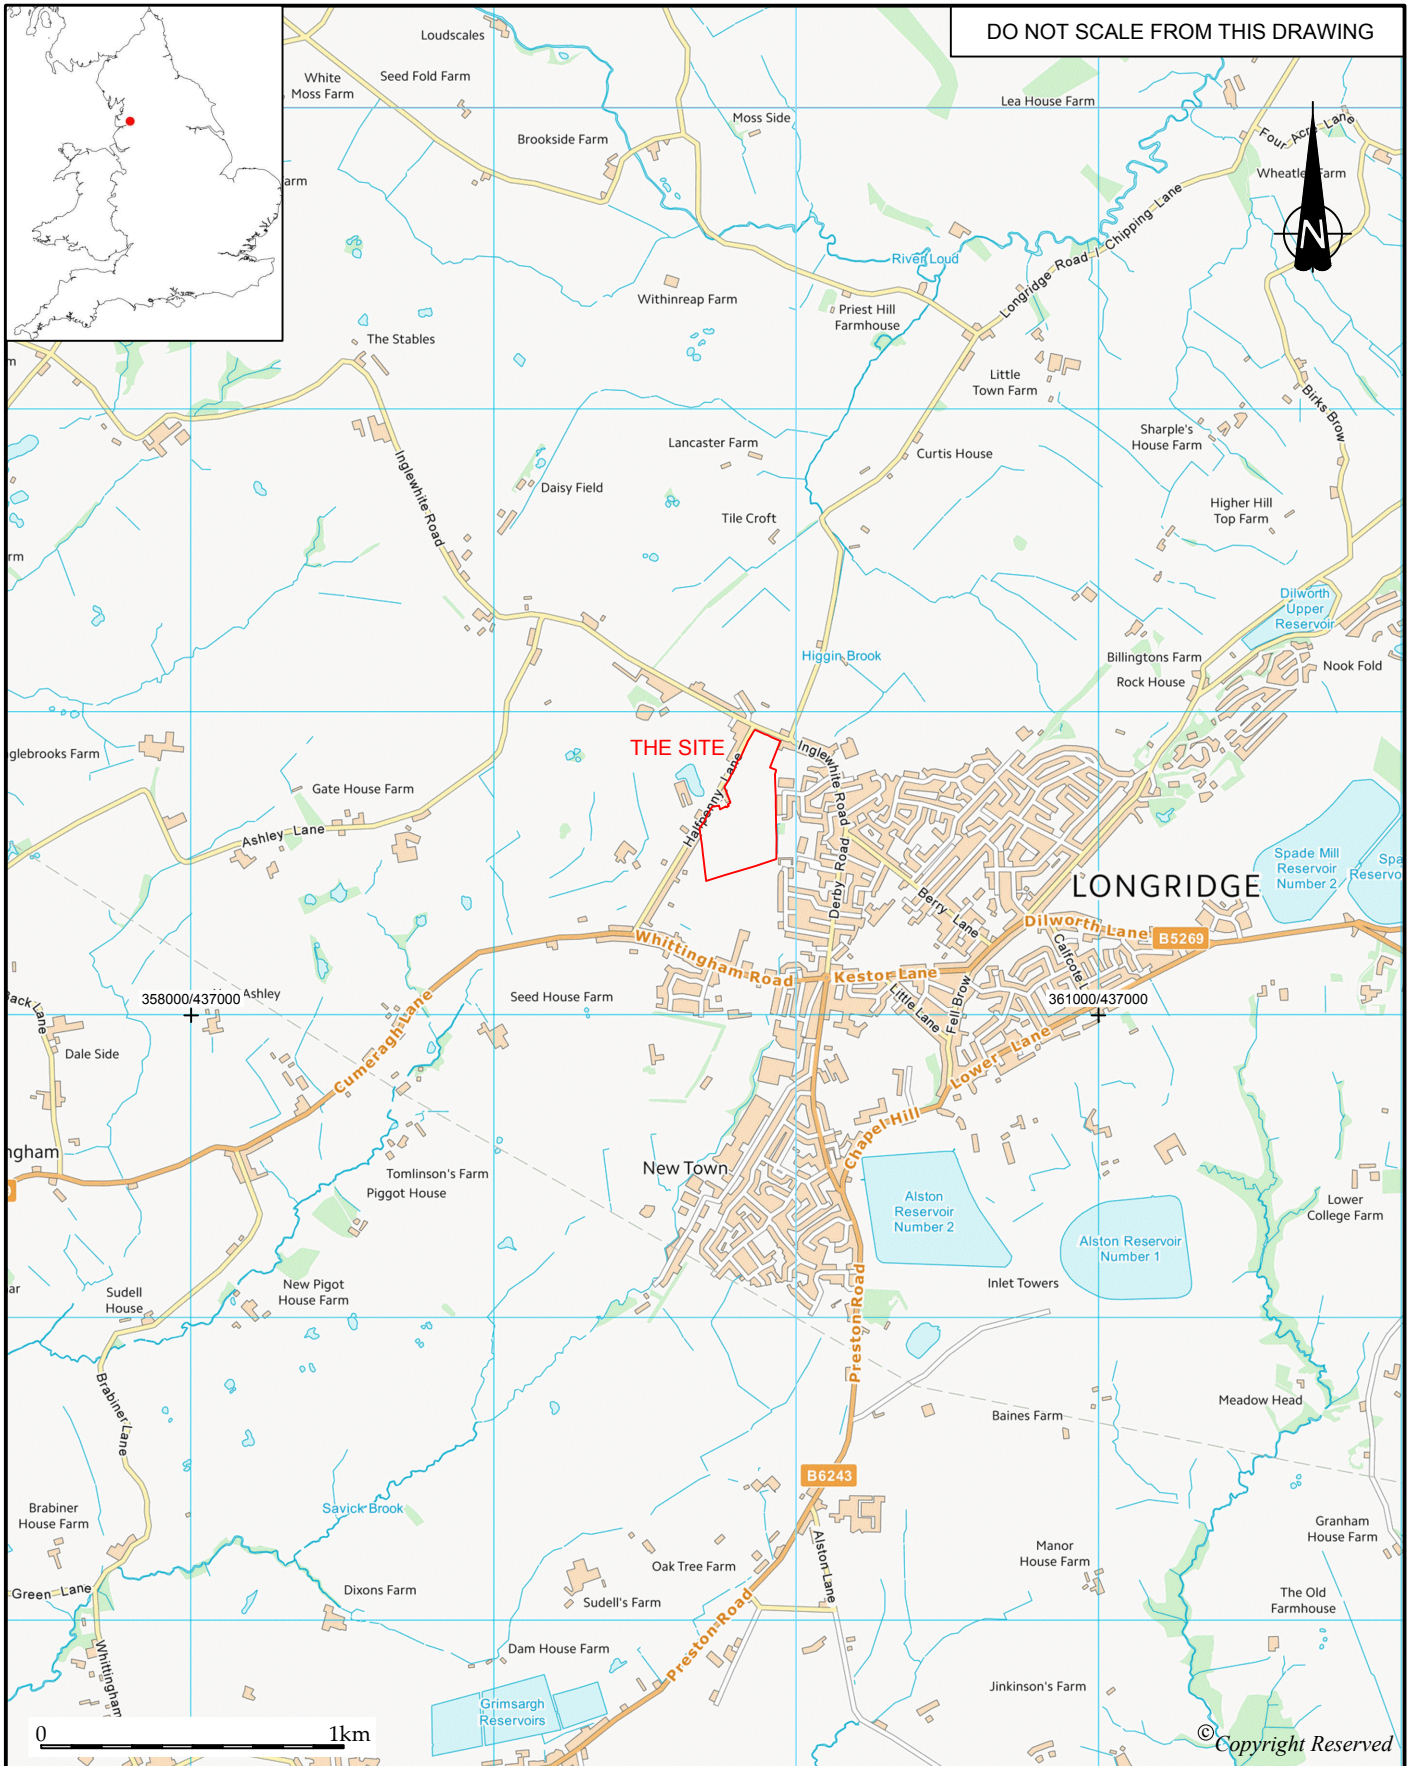 DO NOT SCALE FROM THIS DRAWING
Loudscales
White
Moss Farm
Seed Fold Farm
Brookside Farm
Moss Side
Lea House Farm
Four Acre Lane
Wheatley Farm
N
arm
River Loud
Longridge Road / Chipping Lane
Withinreap Farm
Priest Hill
Farmhouse
The Stables
m
Little
Town Farm
Birks Brow
Sharple's
House Farm
Lancaster Farm
Curtis House
Inglewhite Road
Daisy Field
Higher Hill
Top Farm
Tile Croft
rm
Dilworth
Upper
Reservoir
Higgin Brook
Billingtons Farm
Rock House
Nook Fold
THE SITE
Inglewhite Road
glebrooks Farm
Halfpenny Lane
Gate House Farm
Ashley Lane
Derby Road
Spade Mill
Reservoir
Number 2
Spa
Reservo
LONGRIDGE
Berry Lane
Dilworth Lane
B5269
Whittingham Road
Kestor Lane
Calfcote L
358000/437000
Ashley
Seed House Farm
Little Lane
Fell Brow
361000/437000
ack Lane
Dale Side
Cumeragh Lane
Lower Lane
Chapel Hill
ngham
New Town
Tomlinson's Farm
Piggot House
Alston
Reservoir
Number 2
Lower
College Farm
Alston Reservoir
Number 1
ar
Sudell
House
New Pigot
House Farm
Inlet Towers
Preston Road
Brabiner Lane
Meadow Head
Baines Farm
B6243
Brabiner
House Farm
Savick Brook
Granham
House Farm
Alston Lane
Manor
House Farm
Oak Tree Farm
Green Lane
Dixons Farm
Sudell's Farm
The Old
Farmhouse
Preston Road
Whittingham
Dam House Farm
Jinkinson's Farm
Grimsargh
Reservoirs
0 1km
© Copyright Reserved